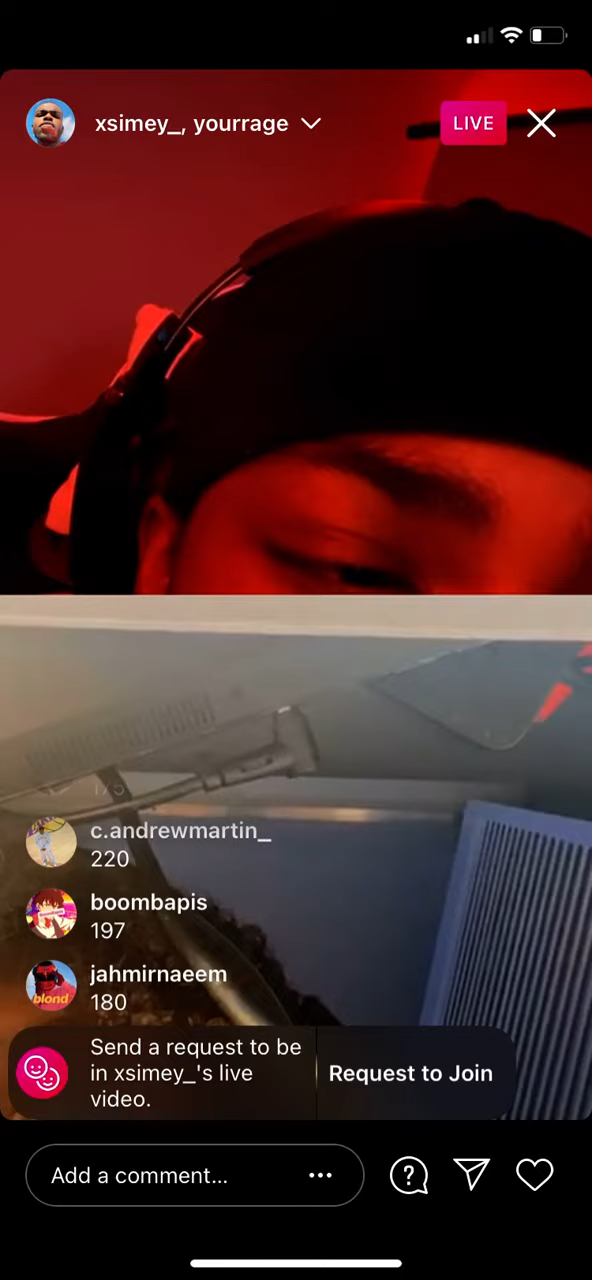 xsimey_, yourrage
LIVE
175
c.andrewmartin_
220
boombapis
197
jahmirnaeem
blond
180
Send a request to be
in xsimey_'s live
video.
Request to Join
Add a comment...